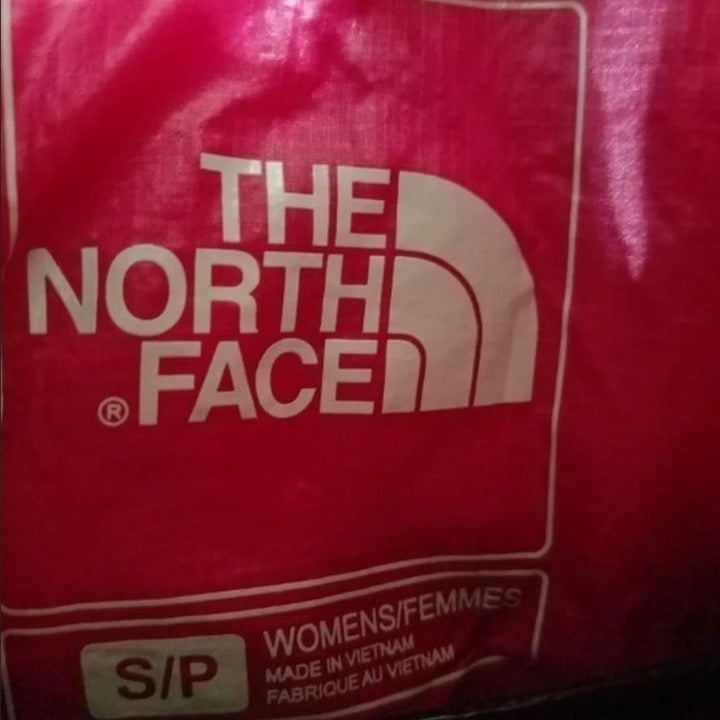 THE
NORTH
® FACE
S/P
WOMENS/FEMMES
MADE IN VIETNAM
FABRIQUE AU VIETNAM